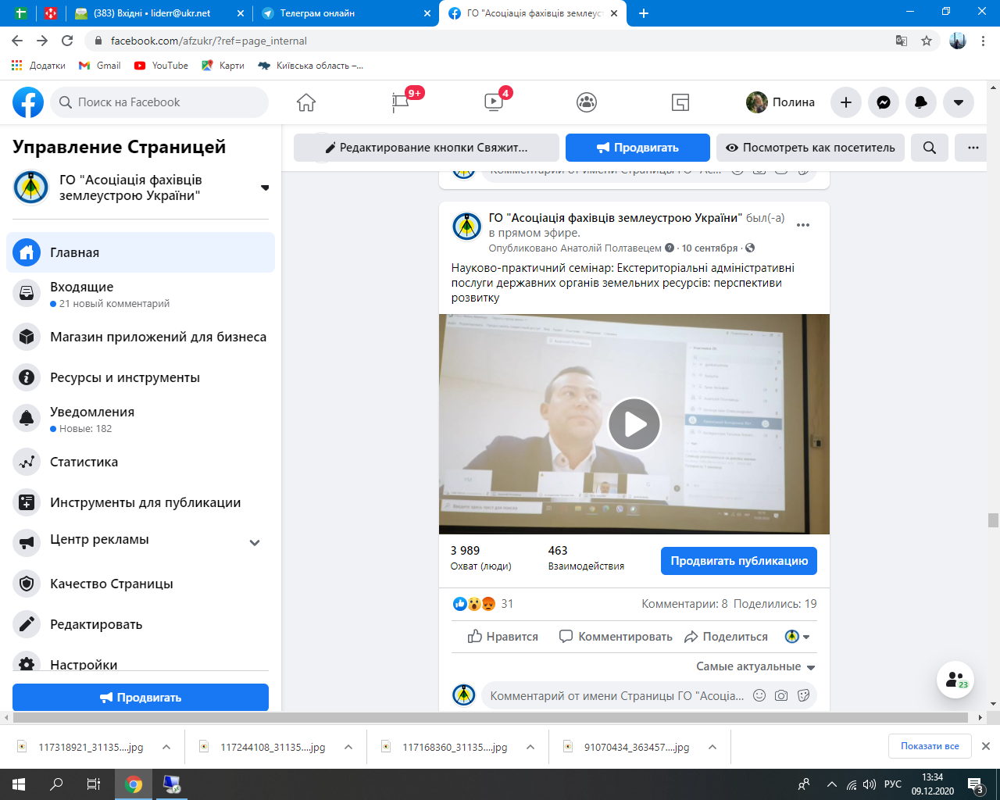 (383) Вхідні • liderr@ukr.net
Телеграм онлайн
ГО "Асоціація фахівців землеуст
facebook.com/afzukr/?ref=page_internal
Додатки
Gmail
YouTube
Карти
Київська область –...
Поиск на Facebook
9+
4
Полина
Управление Страницей
ГО "Асоціація фахівців
землеустрою України"
Главная
Входящие
21 новый комментарий
Магазин приложений для бизнеса
Ресурсы и инструменты
Уведомления
Новые: 182
Статистика
Инструменты для публикации
Центр рекламы
Качество Страницы
Редактировать
Настройки
Продвигать
Редактирование кнопки Свяжит...
Продвигать
Посмотреть как посетитель
Комментарий от имени Страницы ГО "Ас...
ГО "Асоціація фахівців землеустрою України" был(-а)
в прямом эфире.
Опубликовано Анатолій Полтавецем · 10 сентября ·
Науково-практичний семінар: Екстериторіальні адміністративні
послуги державних органів земельних ресурсів: перспективи
розвитку
3 989
Охват (люди)
463
Взаимодействия
Продвигать публикацию
31
Комментарии: 8 Поделились: 19
Нравится
Комментировать
Поделиться
Самые актуальные
Комментарий от имени Страницы ГО "Асоціа...
23
117318921_31135....jpg
117244108_31135....jpg
117168360_31135....jpg
91070434_363457....jpg
Показати все
РУС
13:34
09.12.2020
3